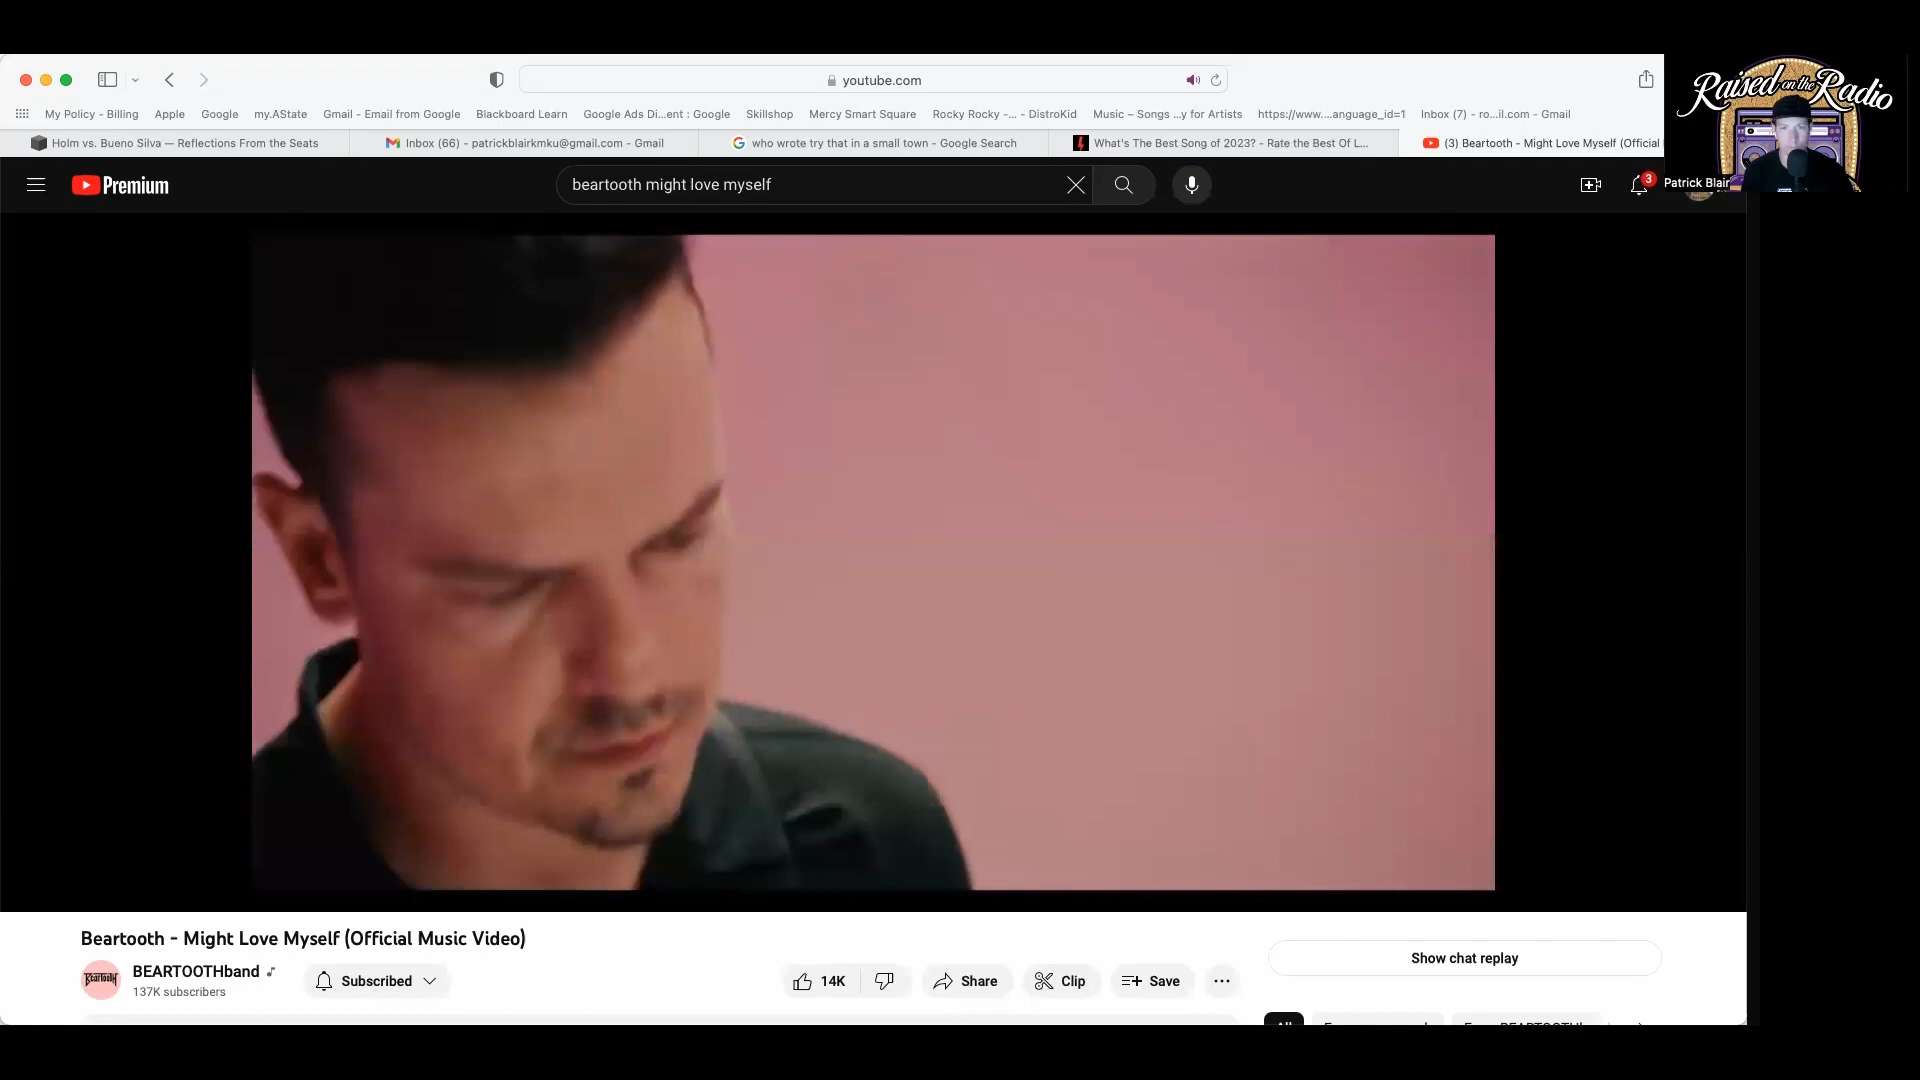 youtube.com
Raised on the Radio
My Policy - Billing Apple Google my.AState Gmail - Email from Google Blackboard Learn Google Ads Di...ent : Google Skillshop Mercy Smart Square Rocky Rocky -... - DistroKid Music – Songs ...y for Artists https://www....anguage_id=1 Inbox (7) - ro...il.com - Gmail
Holm vs. Bueno Silva — Reflections From the Seats Inbox (66) - patrickblairkmku@gmail.com - Gmail who wrote try that in a small town - Google Search What's The Best Song of 2023? - Rate the Best Of L... (3) Beartooth - Might Love Myself (Official
Premium beartooth might love myself 3 Patrick Blair
Beartooth - Might Love Myself (Official Music Video)
BEARTOOTHband
137K subscribers
Subscribed 14K Share Clip Save
Show chat replay